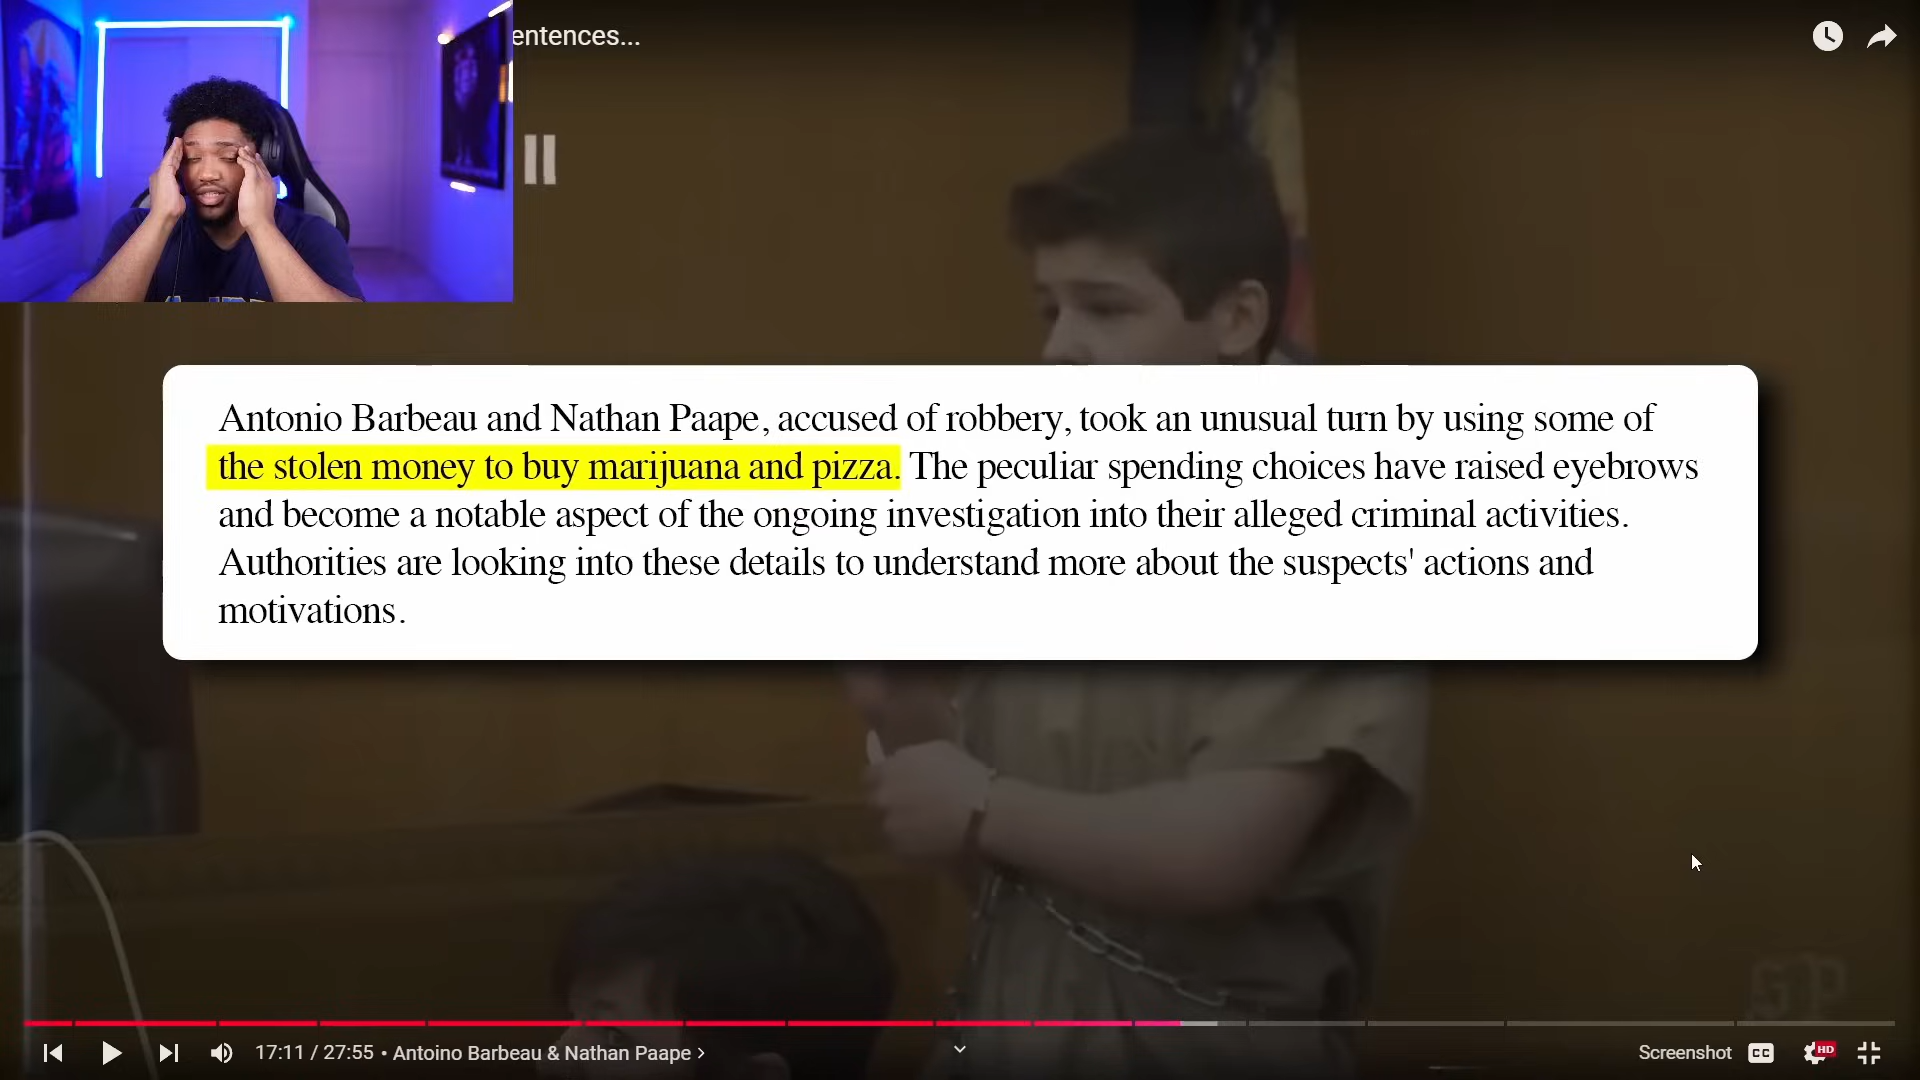 entences...
Antonio Barbeau and Nathan Paape, accused of robbery, took an unusual turn by using some of
the stolen money to buy marijuana and pizza. The peculiar spending choices have raised eyebrows
and become a notable aspect of the ongoing investigation into their alleged criminal activities.
Authorities are looking into these details to understand more about the suspects' actions and
motivations.
17:11 / 27:55 • Antoino Barbeau & Nathan Paape >
Screenshot
CC
HD